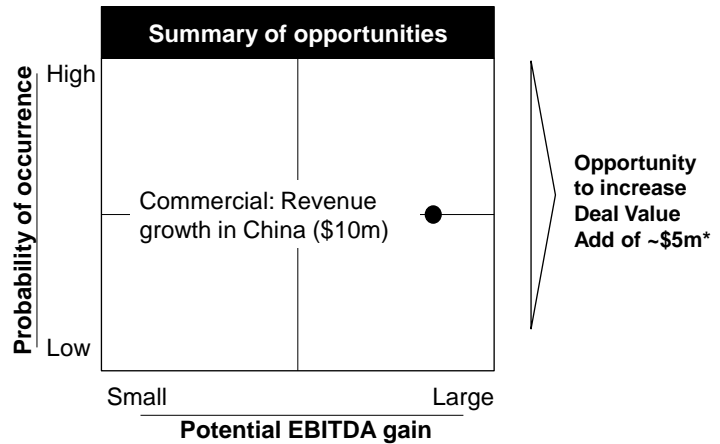 Summary of opportunities
High
Probability of occurrence
Commercial: Revenue
growth in China ($10m)
Low
Small
Large
Potential EBITDA gain
Opportunity
to increase
Deal Value
Add of ~$5m*